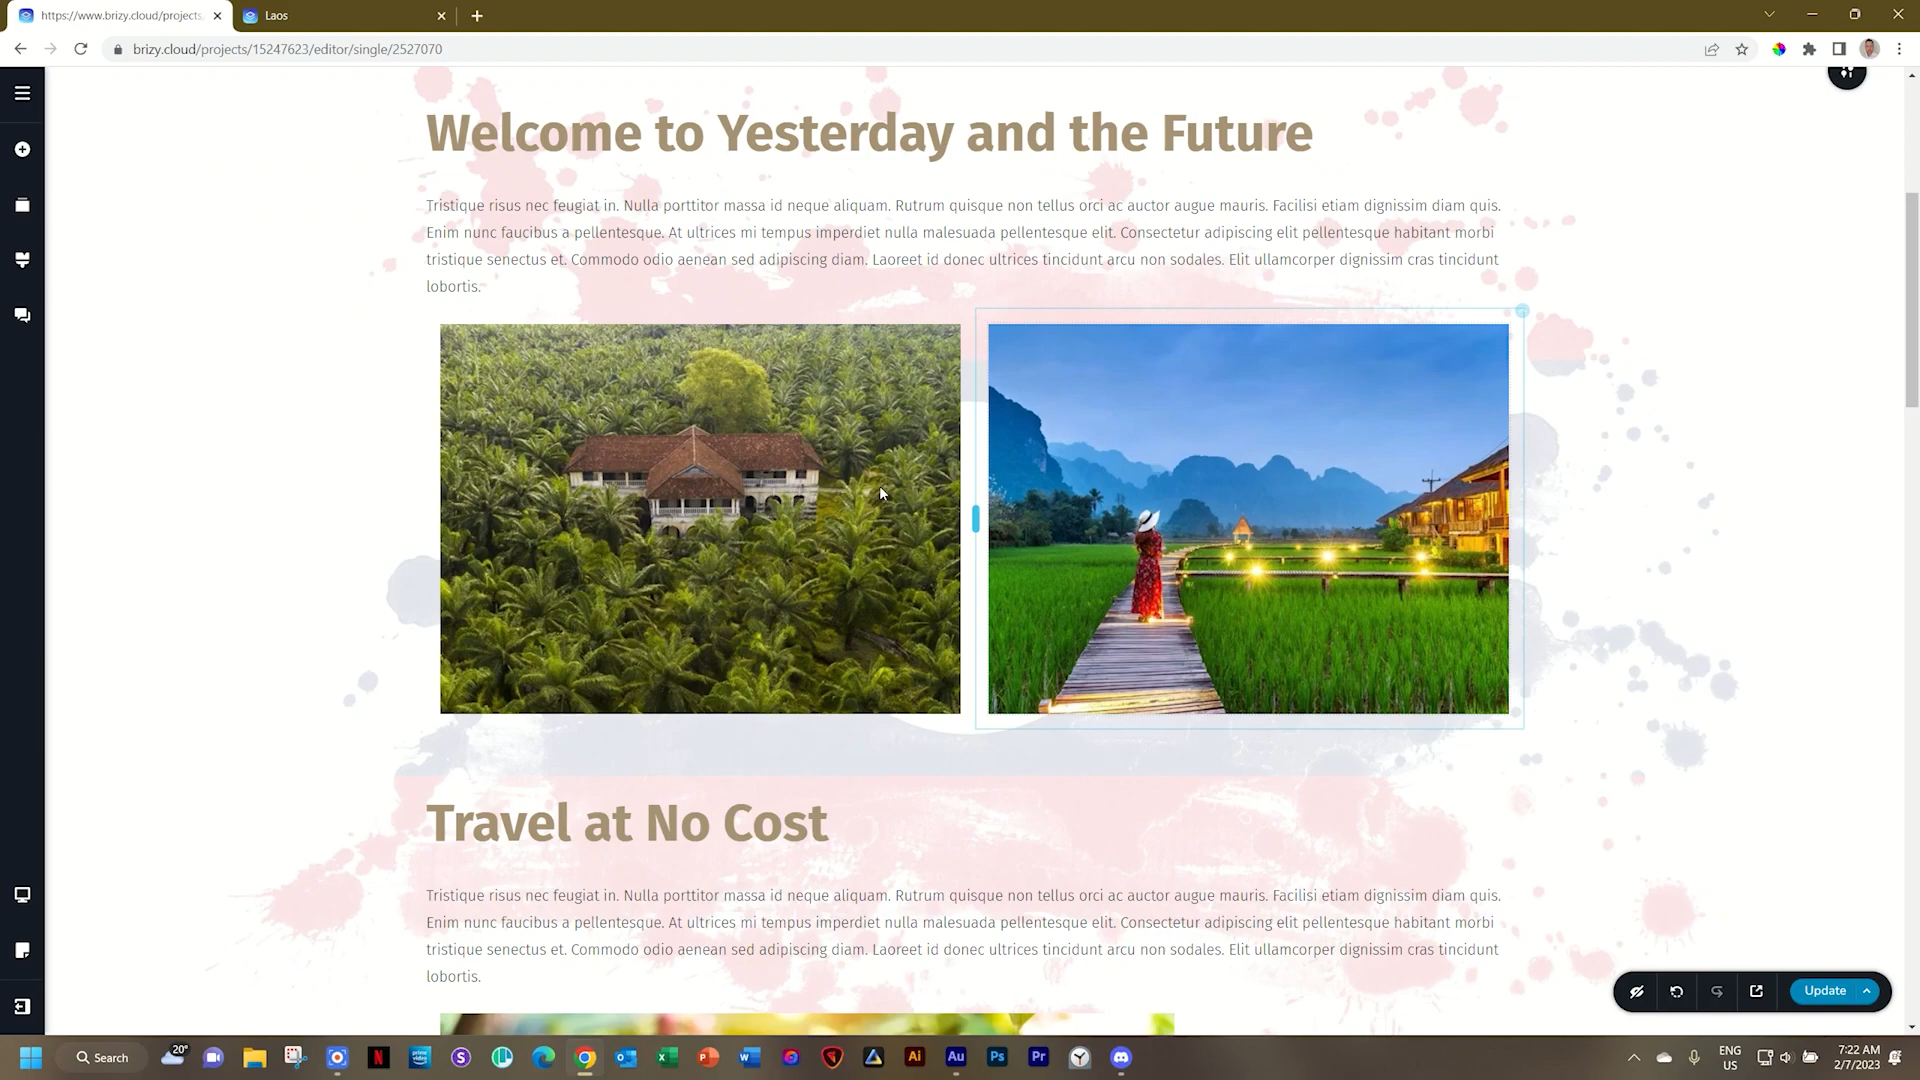 https://www.brizy.cloud/projects
Laos
brizy.cloud/projects/15247623/editor/single/2527070
Welcome to Yesterday and the Future
Tristique risus nec feugiat in. Nulla porttitor massa id neque aliquam. Rutrum quisque non tellus orci ac auctor augue mauris. Facilisi etiam dignissim diam quis.
Enim nunc faucibus a pellentesque. At ultrices mi tempus imperdiet nulla malesuada pellentesque elit. Consectetur adipiscing elit pellentesque habitant morbi
tristique senectus et. Commodo odio aenean sed adipiscing diam. Laoreet id donec ultrices tincidunt arcu non sodales. Elit ullamcorper dignissim cras tincidunt
lobortis.
Travel at No Cost
Tristique risus nec feugiat in. Nulla porttitor massa id neque aliquam. Rutrum quisque non tellus orci ac auctor augue mauris. Facilisi etiam dignissim diam quis.
Enim nunc faucibus a pellentesque. At ultrices mi tempus imperdiet nulla malesuada pellentesque elit. Consectetur adipiscing elit pellentesque habitant morbi
tristique senectus et. Commodo odio aenean sed adipiscing diam. Laoreet id donec ultrices tincidunt arcu non sodales. Elit ullamcorper dignissim cras tincidunt
lobortis.
Update
Search
20°
N
prime video
S
Ai
Au
Ps
Pr
ENG
US
7:22 AM
2/7/2023